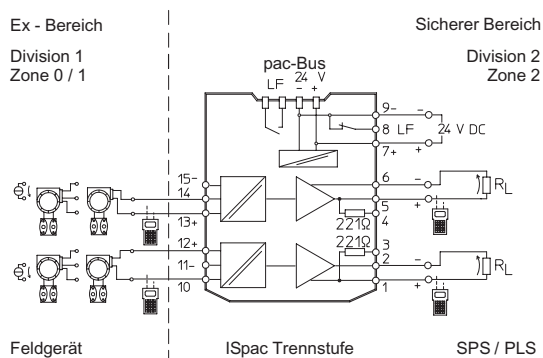 Ex - Bereich
Sicherer Bereich
Division 1
Zone 0 / 1
Division 2
Zone 2
pac-Bus
LF 24 V
- +
9-
8 LF
24 V DC
7+
-
+
15-
14
13+
6
5
4
-
+
RL
221Ω
221Ω
12+
11-
10
3
2
1
-
+
RL
Feldgerät
ISpac Trennstufe
SPS / PLS